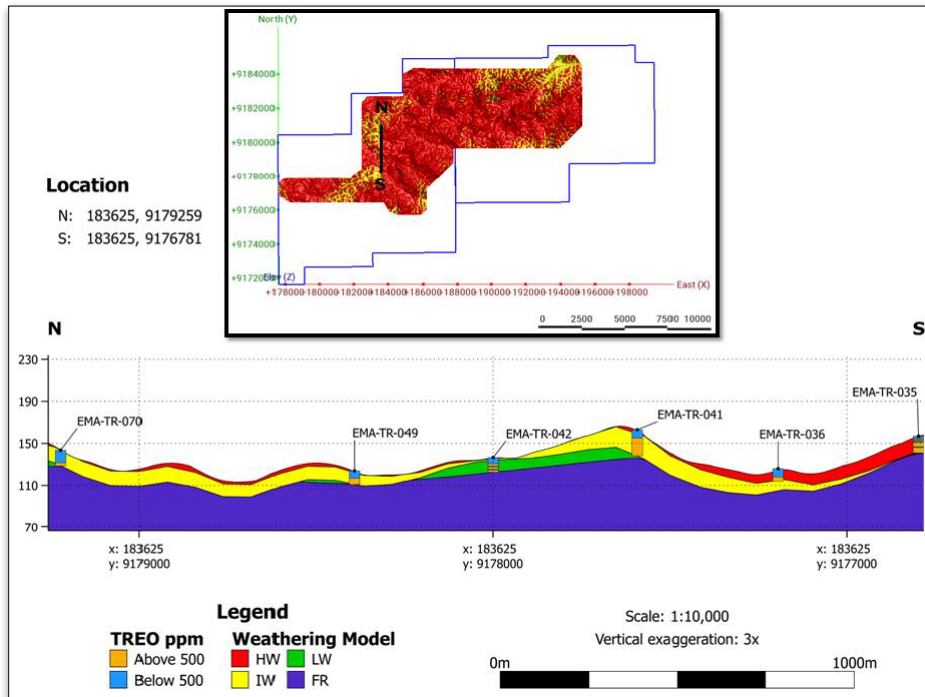 North (Y)
+9184000
+9182000
+9180000
+9178000
+9176000
+9174000
+9172000
N
S
Elev (Z)
+178000 +180000 +182000 +184000 +186000 +188000 +190000 +192000 +194000 +196000 +198000
East (X)
0 2500 5000 7500 10000
Location
N: 183625, 9179259
S: 183625, 9176781
N S
230
190
150
110
70
EMA-TR-070
EMA-TR-049
EMA-TR-042
EMA-TR-041
EMA-TR-036
EMA-TR-035
x: 183625
y: 9179000
x: 183625
y: 9178000
x: 183625
y: 9177000
Legend
TREO ppm Weathering Model
Above 500 HW LW
Below 500 IW FR
Scale: 1:10,000
Vertical exaggeration: 3x
0m 1000m